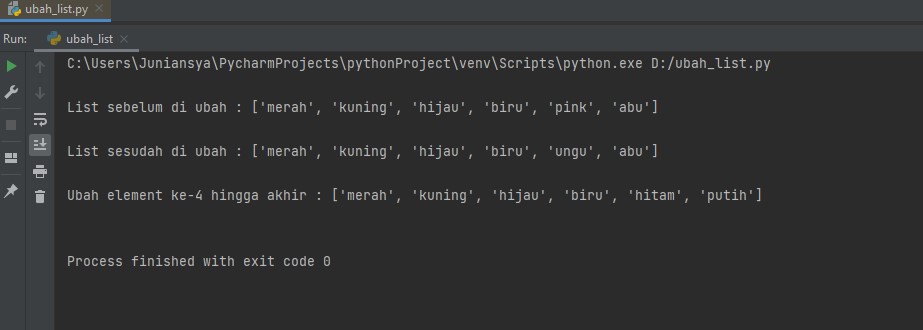 ubah_list.py
Run: ubah_list
C:\Users\Juniansya\PycharmProjects\pythonProject\venv\Scripts\python.exe D:/ubah_list.py
List sebelum di ubah : ['merah', 'kuning', 'hijau', 'biru', 'pink', 'abu']
List sesudah di ubah : ['merah', 'kuning', 'hijau', 'biru', 'ungu', 'abu']
Ubah element ke-4 hingga akhir : ['merah', 'kuning', 'hijau', 'biru', 'hitam', 'putih']
Process finished with exit code 0